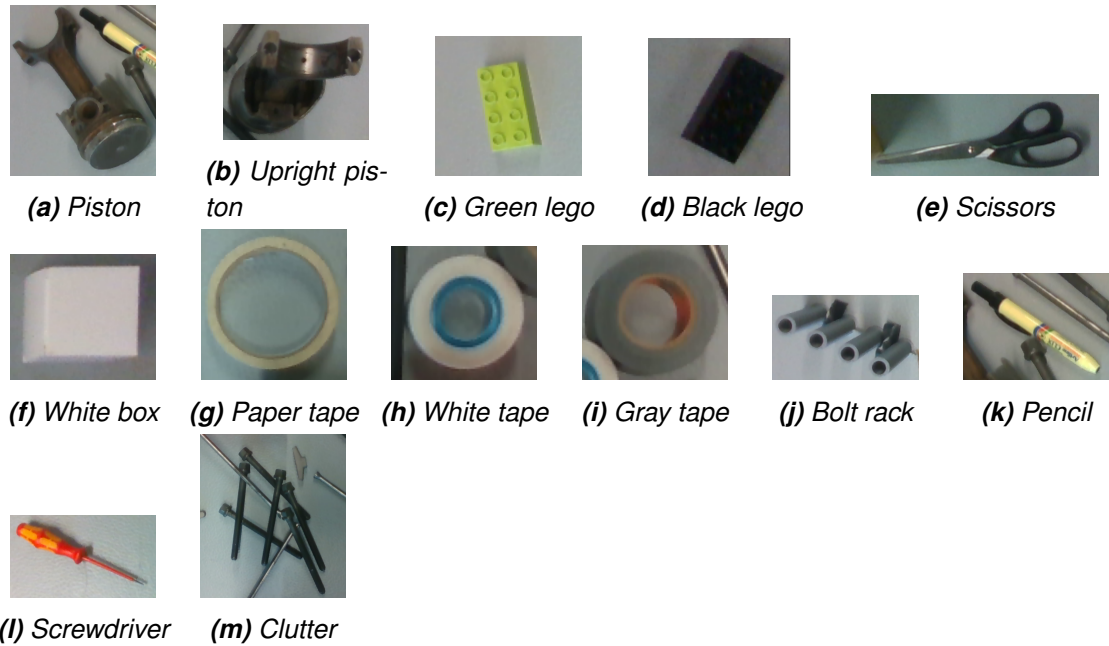 (a) Piston
(b) Upright pis-
ton
(c) Green lego
(d) Black lego
(e) Scissors
(f) White box
(g) Paper tape
(h) White tape
(i) Gray tape
(j) Bolt rack
(k) Pencil
(l) Screwdriver
(m) Clutter